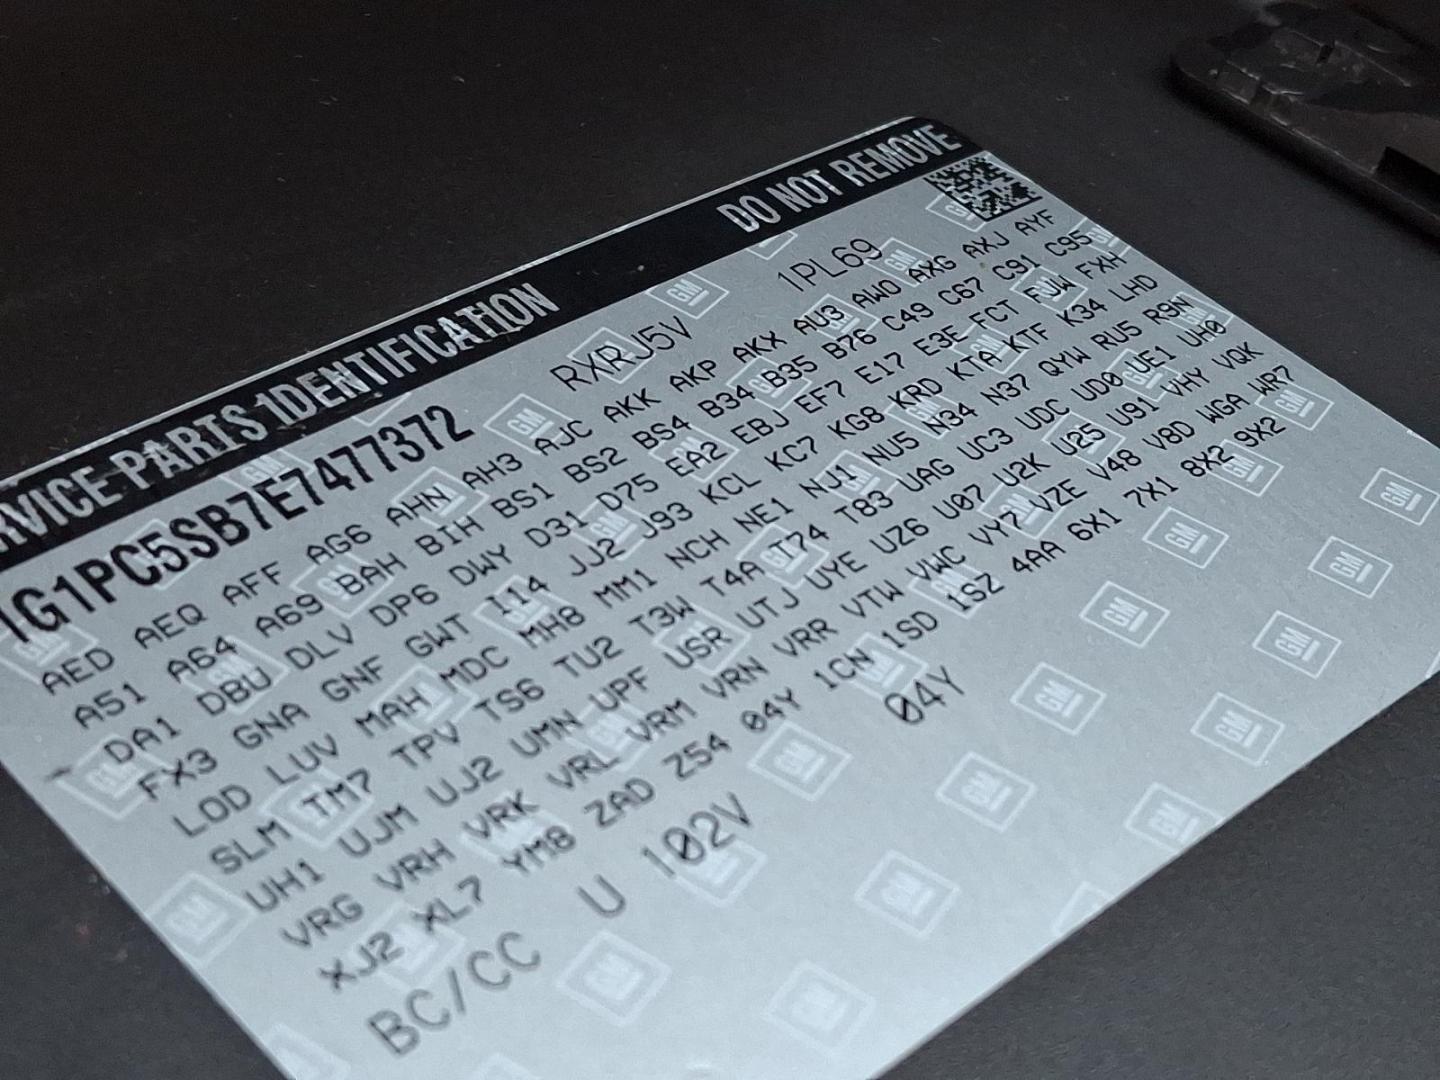 RVICE PARTS IDENTIFICATION DO NOT REMOVE
1G1PC5SB7E7477372 RXRJ5V 1PL69
AED AEQ AFF AG6 AHN AH3 AJC AKK AKP AKX AU3 AWO AXG AXJ AYF
A51 A64 A69 BAH BIH BS1 BS2 BS4 B34 B35 B76 C49 C67 C91 C95
DA1 DBU DLV DP6 DWY D31 D75 EA2 EBJ EF7 E17 E3E FCT FJW FXH
FX3 GNA GNF GWT I14 JJ2 J93 KCL KC7 KG8 KRD KTA KTF K34 LHD
LOD LUV MAH MDC MH8 MM1 NCH NE1 NJ1 NU5 N34 N37 QYW RU5 R9N
SLM TM7 TPV TS6 TU2 T3W T4A T74 T83 UAG UC3 UDC UD0 UE1 UH0
UH1 UJM UJ2 UMN UPF USR UTJ UYE UZ6 U07 U2K U25 U91 VHY VQK
VRG VRH VRK VRL VRM VRN VRR VTW VWC VY7 VZE V48 V8D WGA WR7
XJ2 XL7 YM8 ZAD Z54 04Y 1CN 1SD 1SZ 4AA 6X1 7X1 8X2 9X2
BC/CC U 102V 04Y